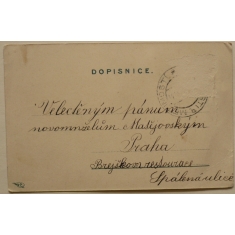 DOPISNICE.
Velectěným pánům
novomanželům Matějovským
Praha
Spálená ulice